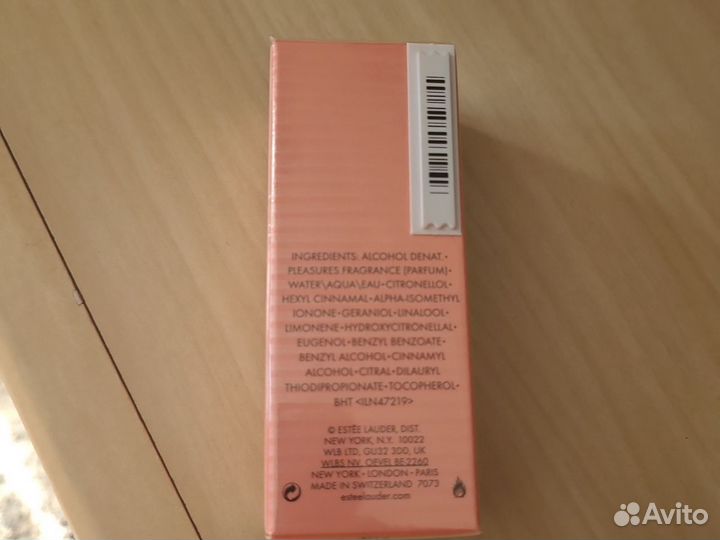 INGREDIENTS: ALCOHOL DENAT.•
PLEASURES FRAGRANCE (PARFUM)•
WATER\AQUA\EAU•CITRONELLOL•
HEXYL CINNAMAL•ALPHA-ISOMETHYL
IONONE•GERANIOL•LINALOOL•
LIMONENE•HYDROXYCITRONELLAL•
EUGENOL•BENZYL BENZOATE•
BENZYL ALCOHOL•CINNAMYL
ALCOHOL•CITRAL•DILAURYL
THIODIPROPIONATE•TOCOPHEROL•
BHT <ILN47219>
© ESTĒE LAUDER, DIST.
NEW YORK, N.Y. 10022
WLB LTD, GU32 3DD, UK
WLBS NV. OEVEL BE-2260
NEW YORK•LONDON•PARIS
MADE IN SWITZERLAND 7073
esteelauder.com
Avito